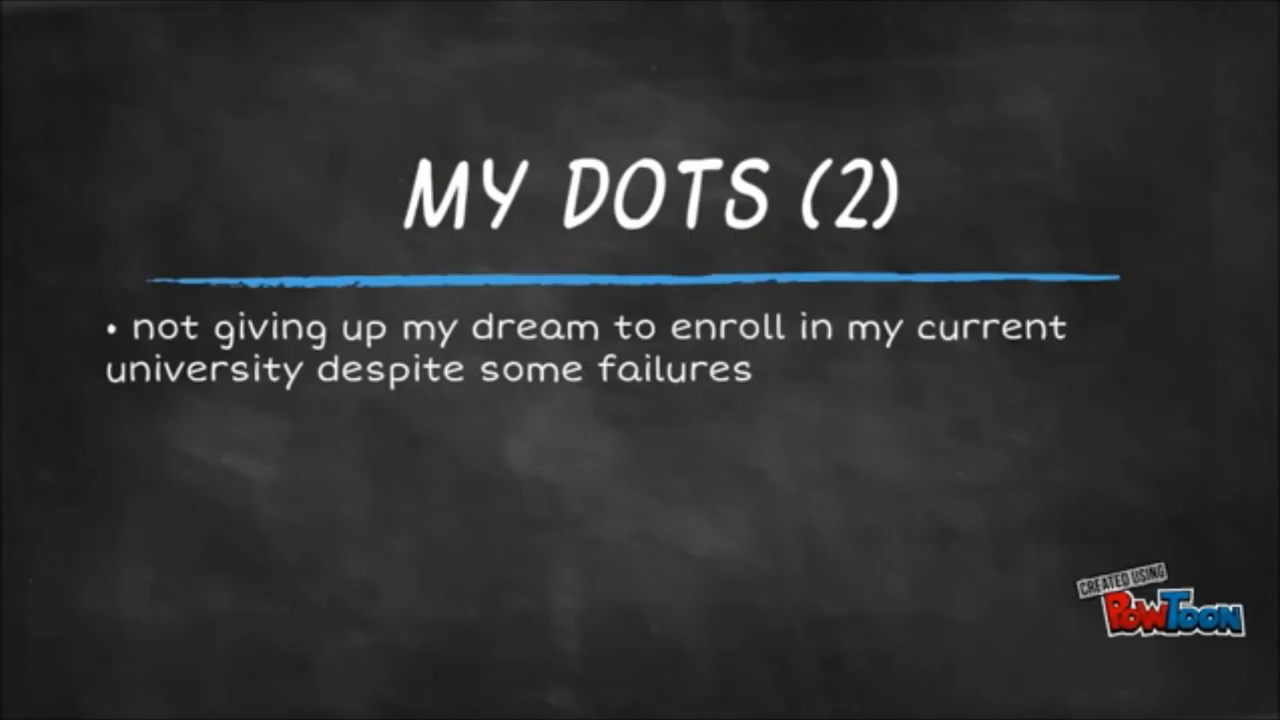 MY DOTS (2)
• not giving up my dream to enroll in my current
university despite some failures
CREATED USING
POWTOON